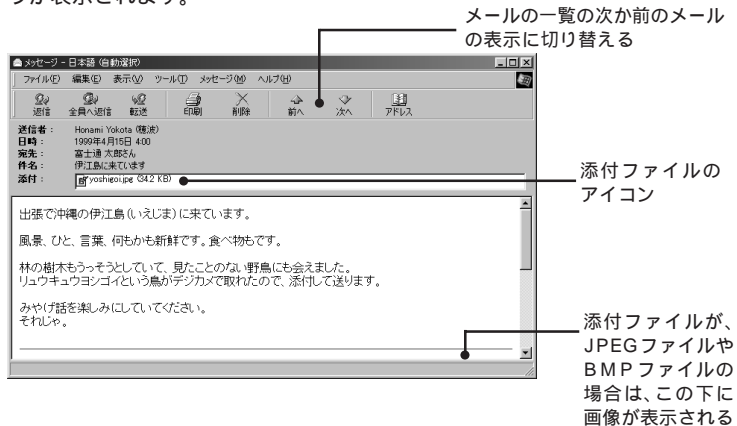 うが表示されます。
メールの一覧の次か前のメール
の表示に切り替える
メッセージ - 日本語 (自動選択)
ファイル(F) 編集(E) 表示(V) ツール(T) メッセージ(M) ヘルプ(H)
返信 全員へ返信 転送 印刷 削除 前へ 次へ アドレス
送信者: Honami Yokota (穂波)
日時: 1999年4月15日 4:00
宛先: 富士通 太郎さん
件名: 伊江島に来ています
添付: yoshigoi.jpg (34.2 KB)
添付ファイルの
アイコン
出張で沖縄の伊江島(いえじま)に来ています。
風景、ひと、言葉、何もかも新鮮です。食べ物もです。
林の樹木もうっそうとしていて、見たことのない野鳥にも会えました。
リュウキュウヨシゴイという鳥がデジカメで取れたので、添付して送ります。
みやげ話を楽しみにしていてください。
それじゃ。
添付ファイルが、
JPEGファイルや
BMPファイルの
場合は、この下に
画像が表示される